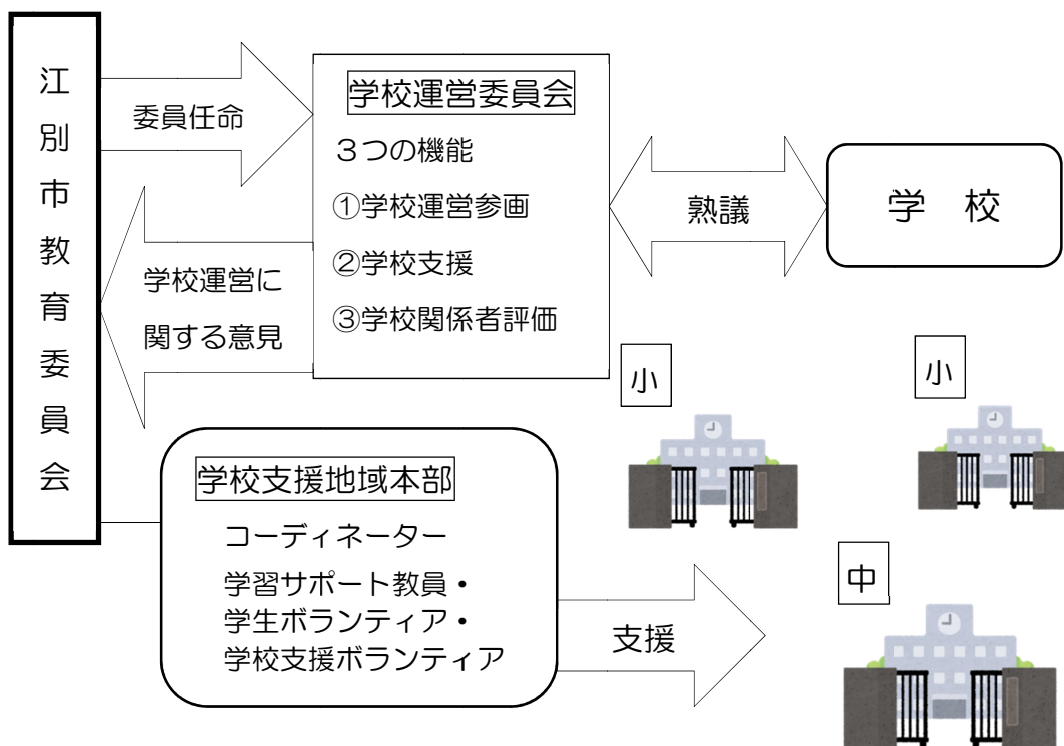 江別市教育委員会
委員任命
学校運営に
関する意見
学校運営委員会
３つの機能
①学校運営参画
②学校支援
③学校関係者評価
熟議
学　校
小
小
学校支援地域本部
コーディネーター
学習サポート教員・
学生ボランティア・
学校支援ボランティア
支援
中